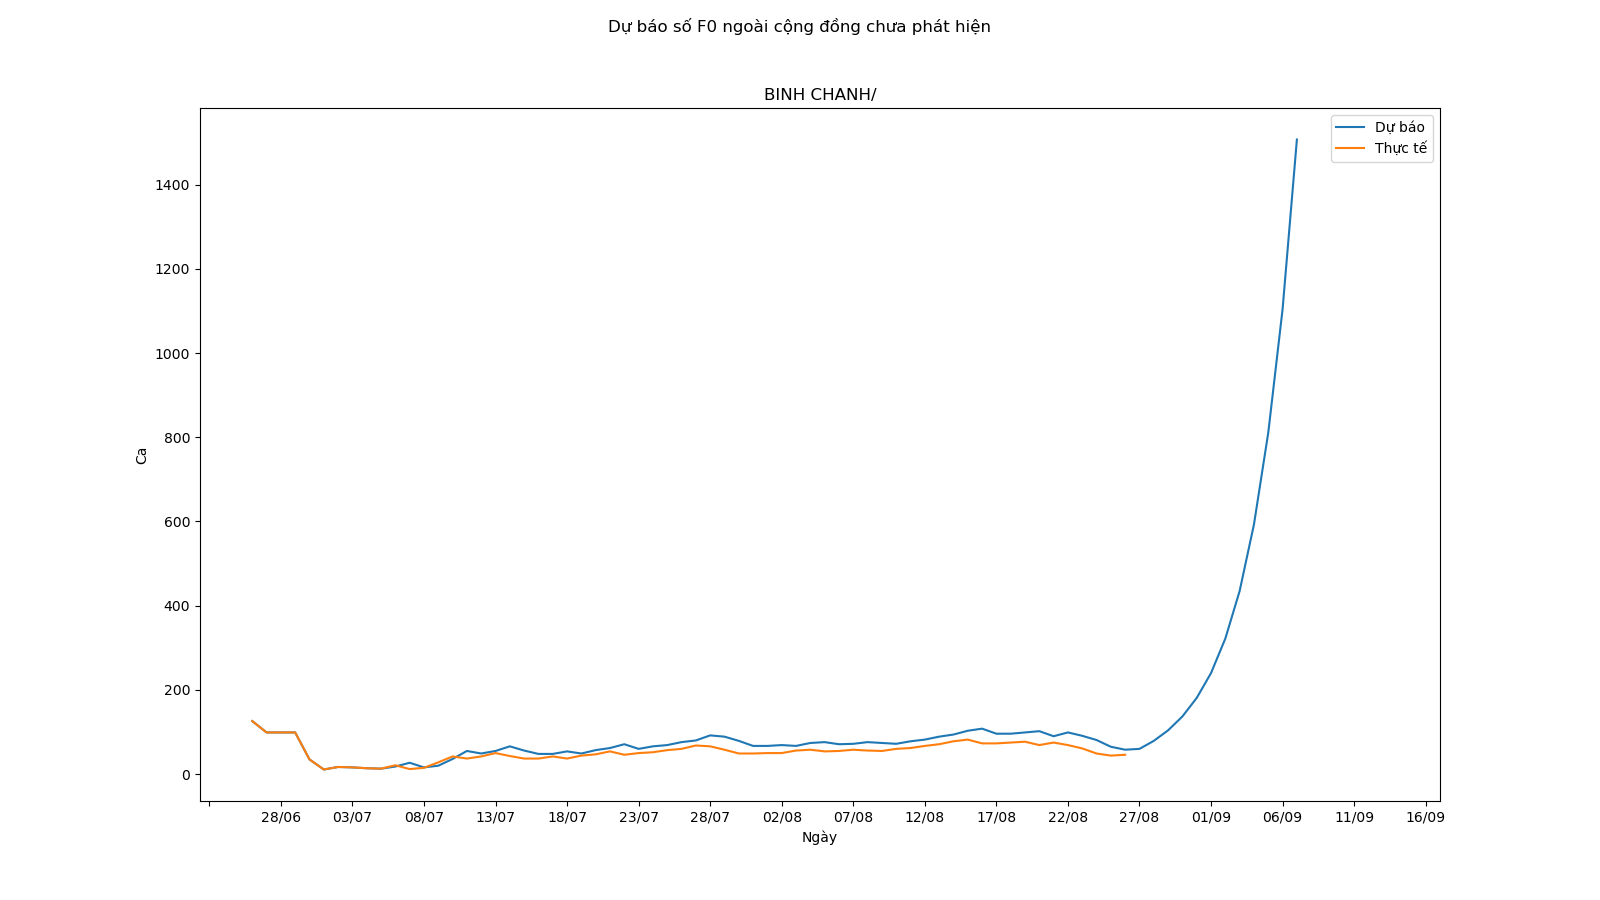 Dự báo số F0 ngoài cộng đồng chưa phát hiện
BINH CHANH/
Dự báo
Thực tế
1400
1200
1000
800
600
400
200
0
Ca
28/06 03/07 08/07 13/07 18/07 23/07 28/07 02/08 07/08 12/08 17/08 22/08 27/08 01/09 06/09 11/09 16/09
Ngày